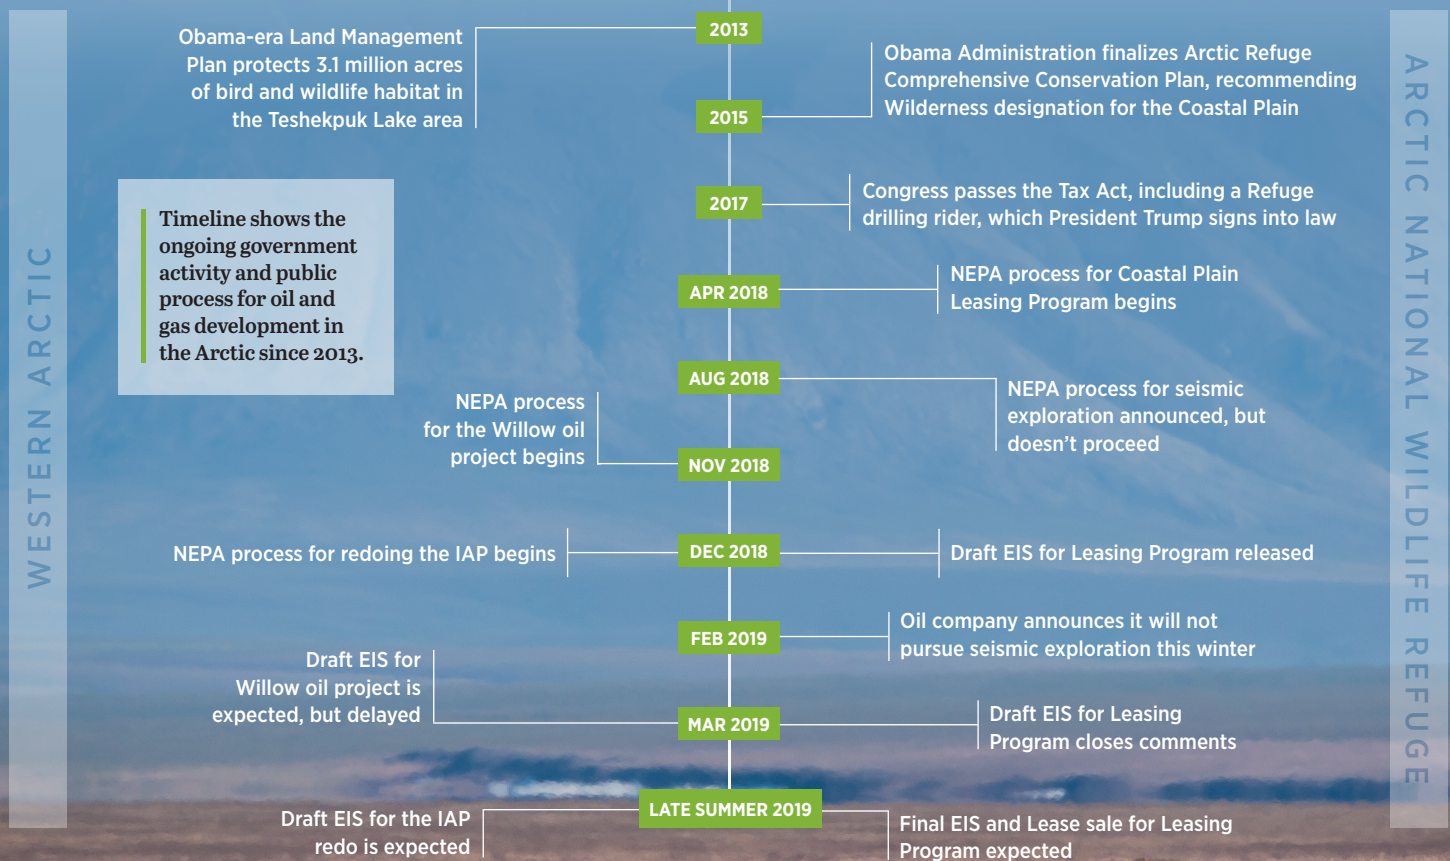 WESTERN ARCTIC
ARCTIC NATIONAL WILDLIFE REFUGE
2013
Obama-era Land Management
Plan protects 3.1 million acres
of bird and wildlife habitat in
the Teshekpuk Lake area
2015
Obama Administration finalizes Arctic Refuge
Comprehensive Conservation Plan, recommending
Wilderness designation for the Coastal Plain
Timeline shows the
ongoing government
activity and public
process for oil and
gas development in
the Arctic since 2013.
2017
Congress passes the Tax Act, including a Refuge
drilling rider, which President Trump signs into law
APR 2018
NEPA process for Coastal Plain
Leasing Program begins
AUG 2018
NEPA process for seismic
exploration announced, but
doesn't proceed
NOV 2018
NEPA process
for the Willow oil
project begins
DEC 2018
NEPA process for redoing the IAP begins
Draft EIS for Leasing Program released
FEB 2019
Oil company announces it will not
pursue seismic exploration this winter
MAR 2019
Draft EIS for
Willow oil project is
expected, but delayed
Draft EIS for Leasing
Program closes comments
LATE SUMMER 2019
Draft EIS for the IAP
redo is expected
Final EIS and Lease sale for Leasing
Program expected